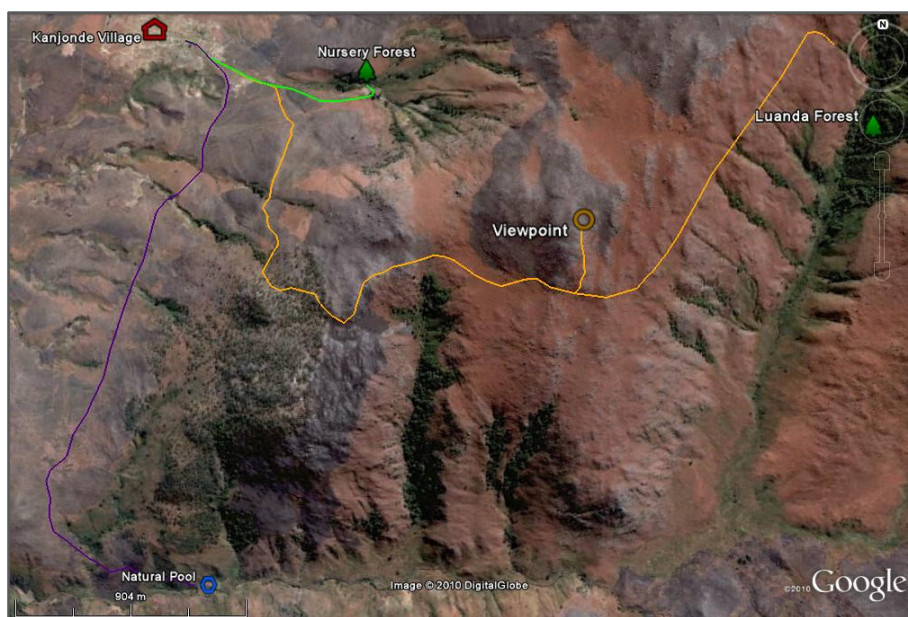 N
Kanjonde Village
Nursery Forest
Luanda Forest
Viewpoint
Natural Pool
Image © 2010 DigitalGlobe
©2010 Google
904 m